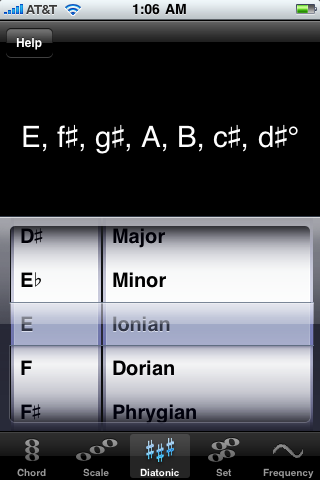 AT&T 1:06 AM
Help
E, f♯, g♯, A, B, c♯, d♯°
D♯ Major
E♭ Minor
E Ionian
F Dorian
F♯ Phrygian
Chord Scale Diatonic Set Frequency